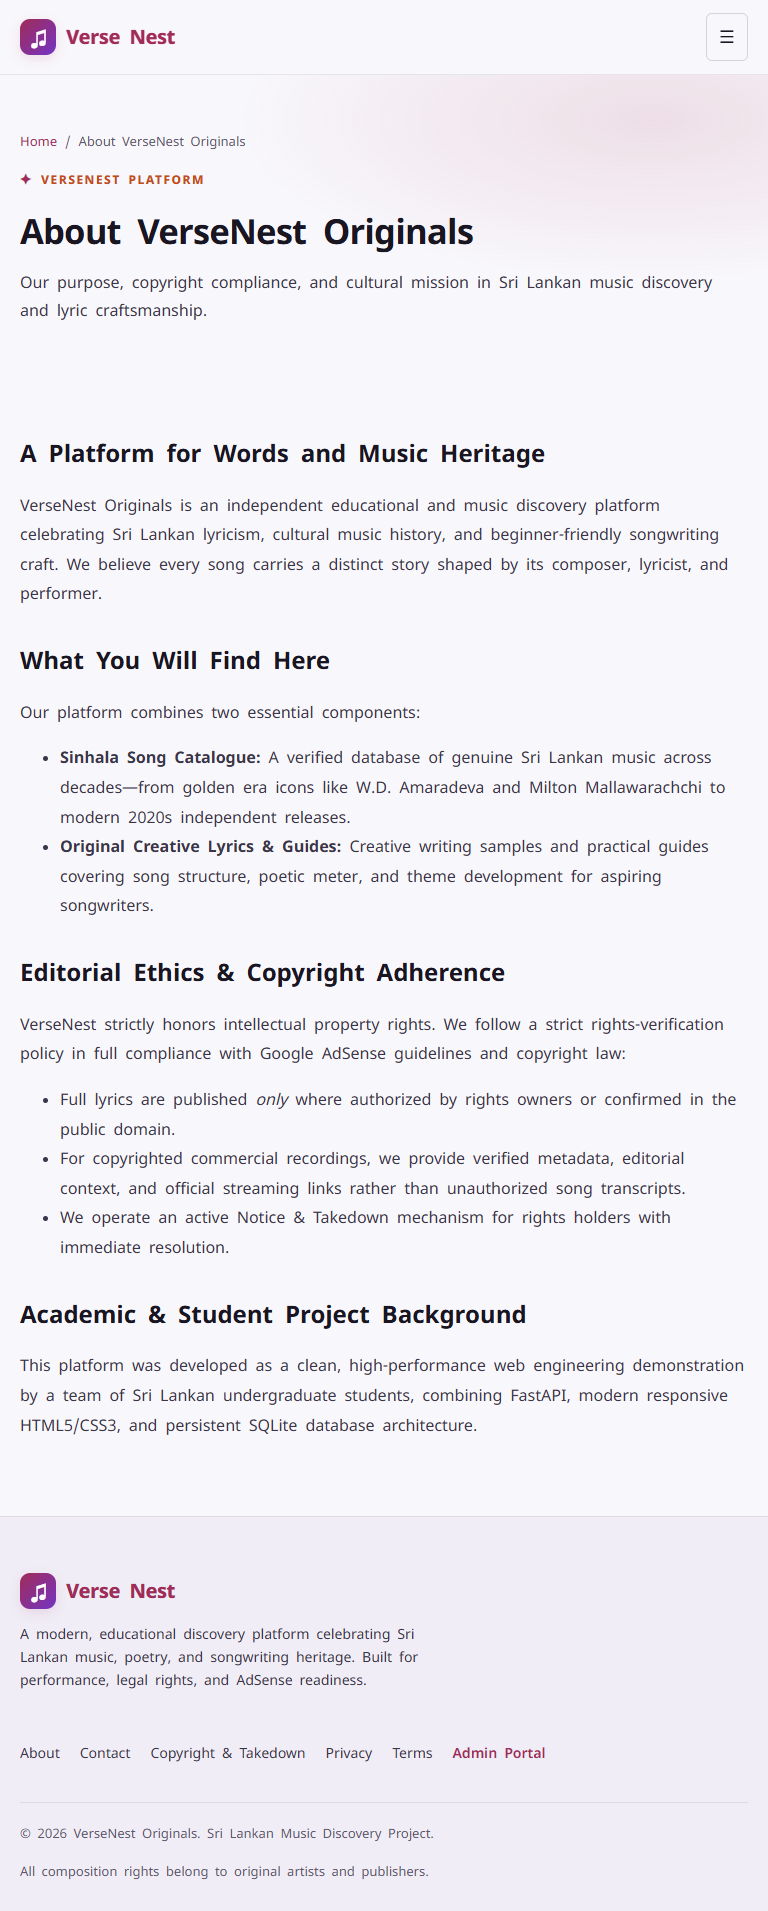 Verse Nest
☰
Home / About VerseNest Originals
✦ VERSENEST PLATFORM
About VerseNest Originals
Our purpose, copyright compliance, and cultural mission in Sri Lankan music discovery
and lyric craftsmanship.
A Platform for Words and Music Heritage
VerseNest Originals is an independent educational and music discovery platform
celebrating Sri Lankan lyricism, cultural music history, and beginner-friendly songwriting
craft. We believe every song carries a distinct story shaped by its composer, lyricist, and
performer.
What You Will Find Here
Our platform combines two essential components:
• Sinhala Song Catalogue: A verified database of genuine Sri Lankan music across
decades—from golden era icons like W.D. Amaradeva and Milton Mallawarachchi to
modern 2020s independent releases.
• Original Creative Lyrics & Guides: Creative writing samples and practical guides
covering song structure, poetic meter, and theme development for aspiring
songwriters.
Editorial Ethics & Copyright Adherence
VerseNest strictly honors intellectual property rights. We follow a strict rights-verification
policy in full compliance with Google AdSense guidelines and copyright law:
• Full lyrics are published only where authorized by rights owners or confirmed in the
public domain.
• For copyrighted commercial recordings, we provide verified metadata, editorial
context, and official streaming links rather than unauthorized song transcripts.
• We operate an active Notice & Takedown mechanism for rights holders with
immediate resolution.
Academic & Student Project Background
This platform was developed as a clean, high-performance web engineering demonstration
by a team of Sri Lankan undergraduate students, combining FastAPI, modern responsive
HTML5/CSS3, and persistent SQLite database architecture.
Verse Nest
A modern, educational discovery platform celebrating Sri
Lankan music, poetry, and songwriting heritage. Built for
performance, legal rights, and AdSense readiness.
About Contact Copyright & Takedown Privacy Terms Admin Portal
© 2026 VerseNest Originals. Sri Lankan Music Discovery Project.
All composition rights belong to original artists and publishers.